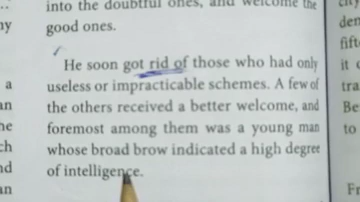 into the doubtful ones, and welcome the
good ones.
He soon got rid of those who had only
useless or impracticable schemes. A few of
the others received a better welcome, and
foremost among them was a young man
whose broad brow indicated a high degree
of intelligence.